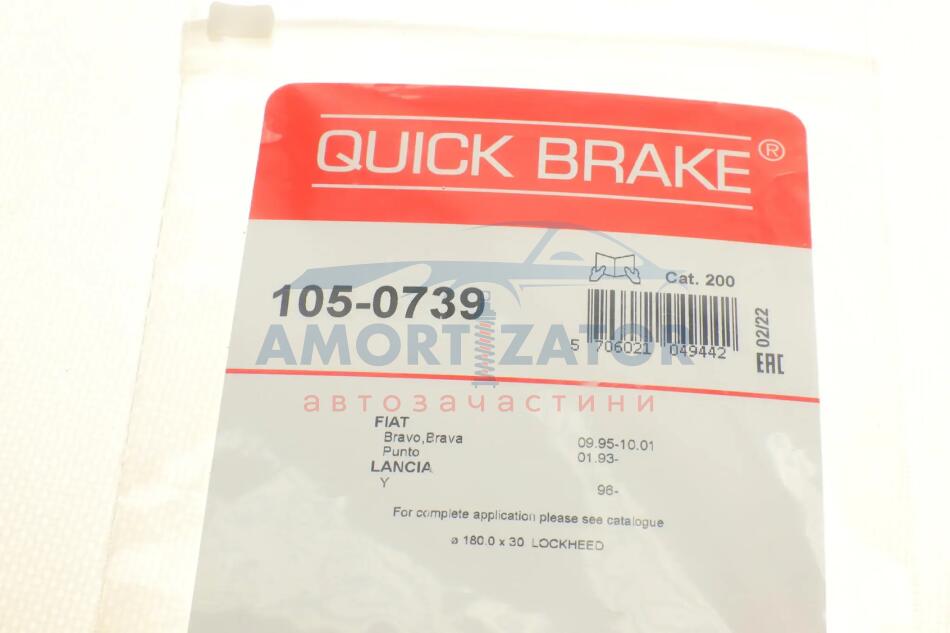 QUICK BRAKE®
Cat. 200
105-0739
5 706021 049442
02/22
EAC
AMORTIZATOR
автозачастини
FIAT
Bravo,Brava 09.95-10.01
Punto 01.93-
LANCIA
Y 96-
For complete application please see catalogue
ø 180.0 x 30 LOCKHEED